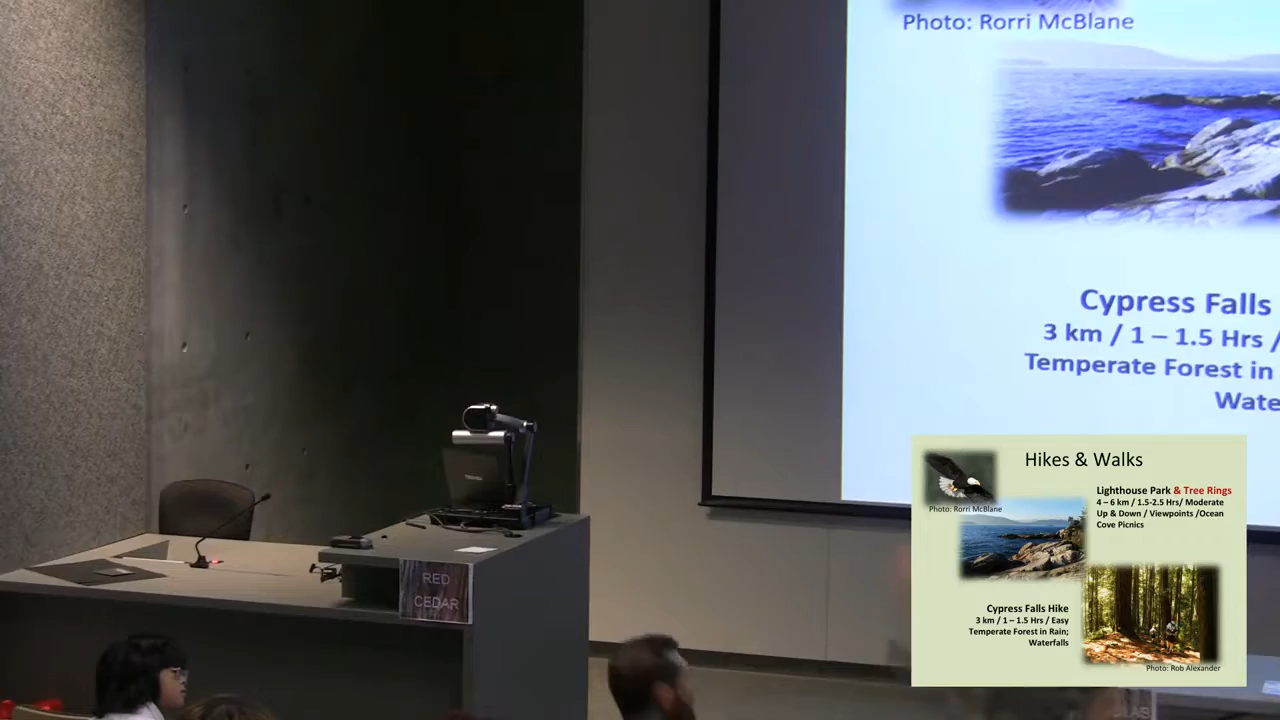 Photo: Rorri McBlane
Cypress Falls
3 km / 1 – 1.5 Hrs /
Temperate Forest in
Wate
TOSHIBA
RED
CEDAR
Hikes & Walks
Photo: Rorri McBlane
Lighthouse Park & Tree Rings
4 – 6 km / 1.5-2.5 Hrs/ Moderate
Up & Down / Viewpoints /Ocean
Cove Picnics
Cypress Falls Hike
3 km / 1 – 1.5 Hrs / Easy
Temperate Forest in Rain;
Waterfalls
Photo: Rob Alexander